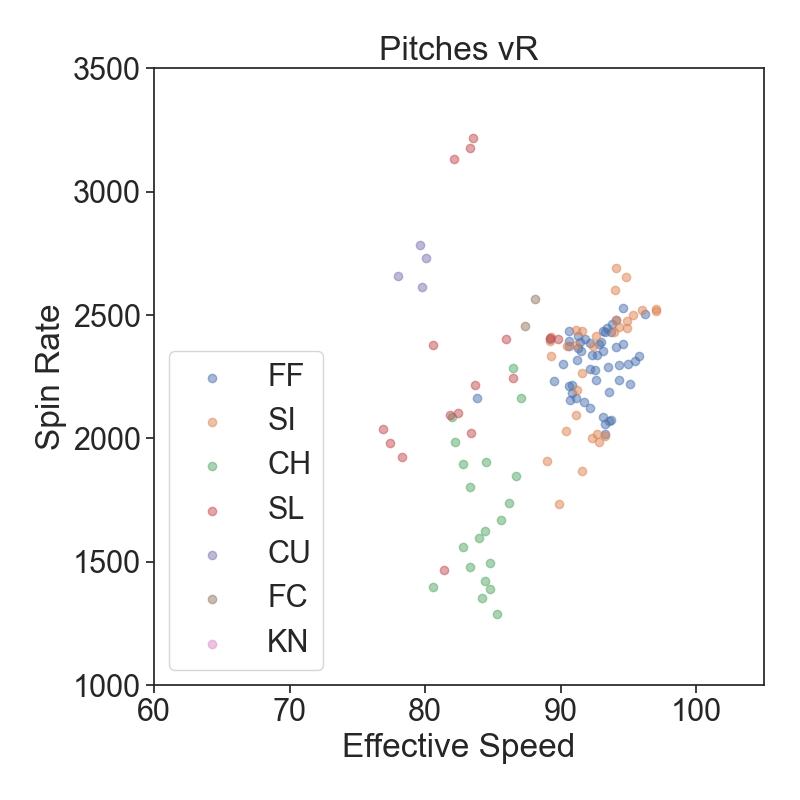 Pitches vR
3500
3000
2500
2000
1500
1000
Spin Rate
FF
SI
CH
SL
CU
FC
KN
60
70
80
90
100
Effective Speed